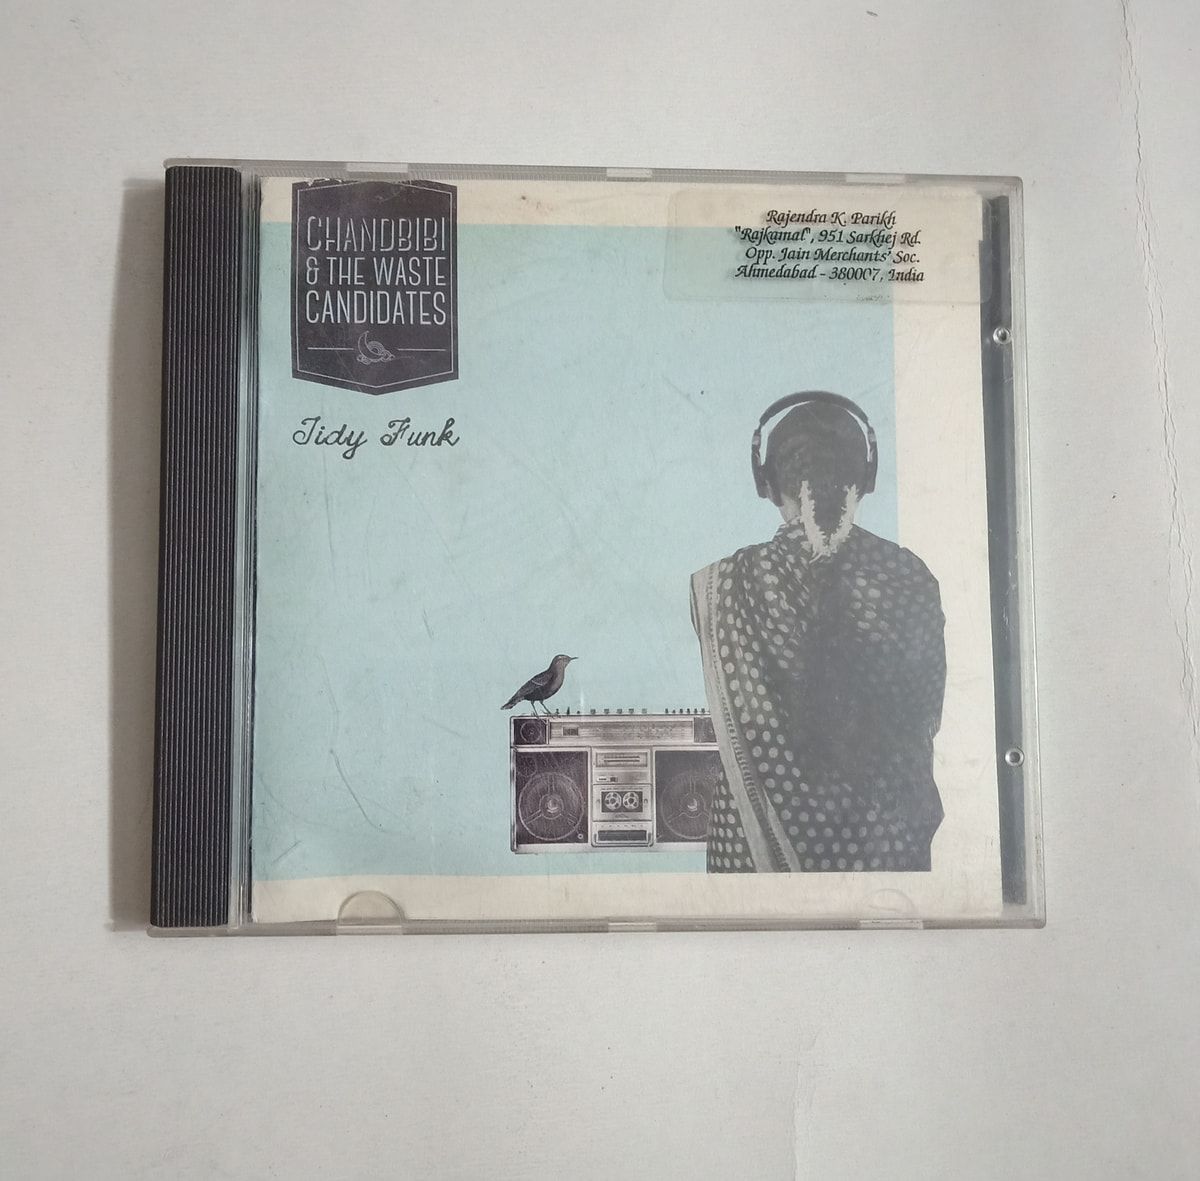 CHANDBIBI
& THE WASTE
CANDIDATES
Tidy Funk
Rajendra K. Parikh
"Rajkamal", 951 Sarkhej Rd.
Opp. Jain Merchants' Soc.
Ahmedabad - 380007, India